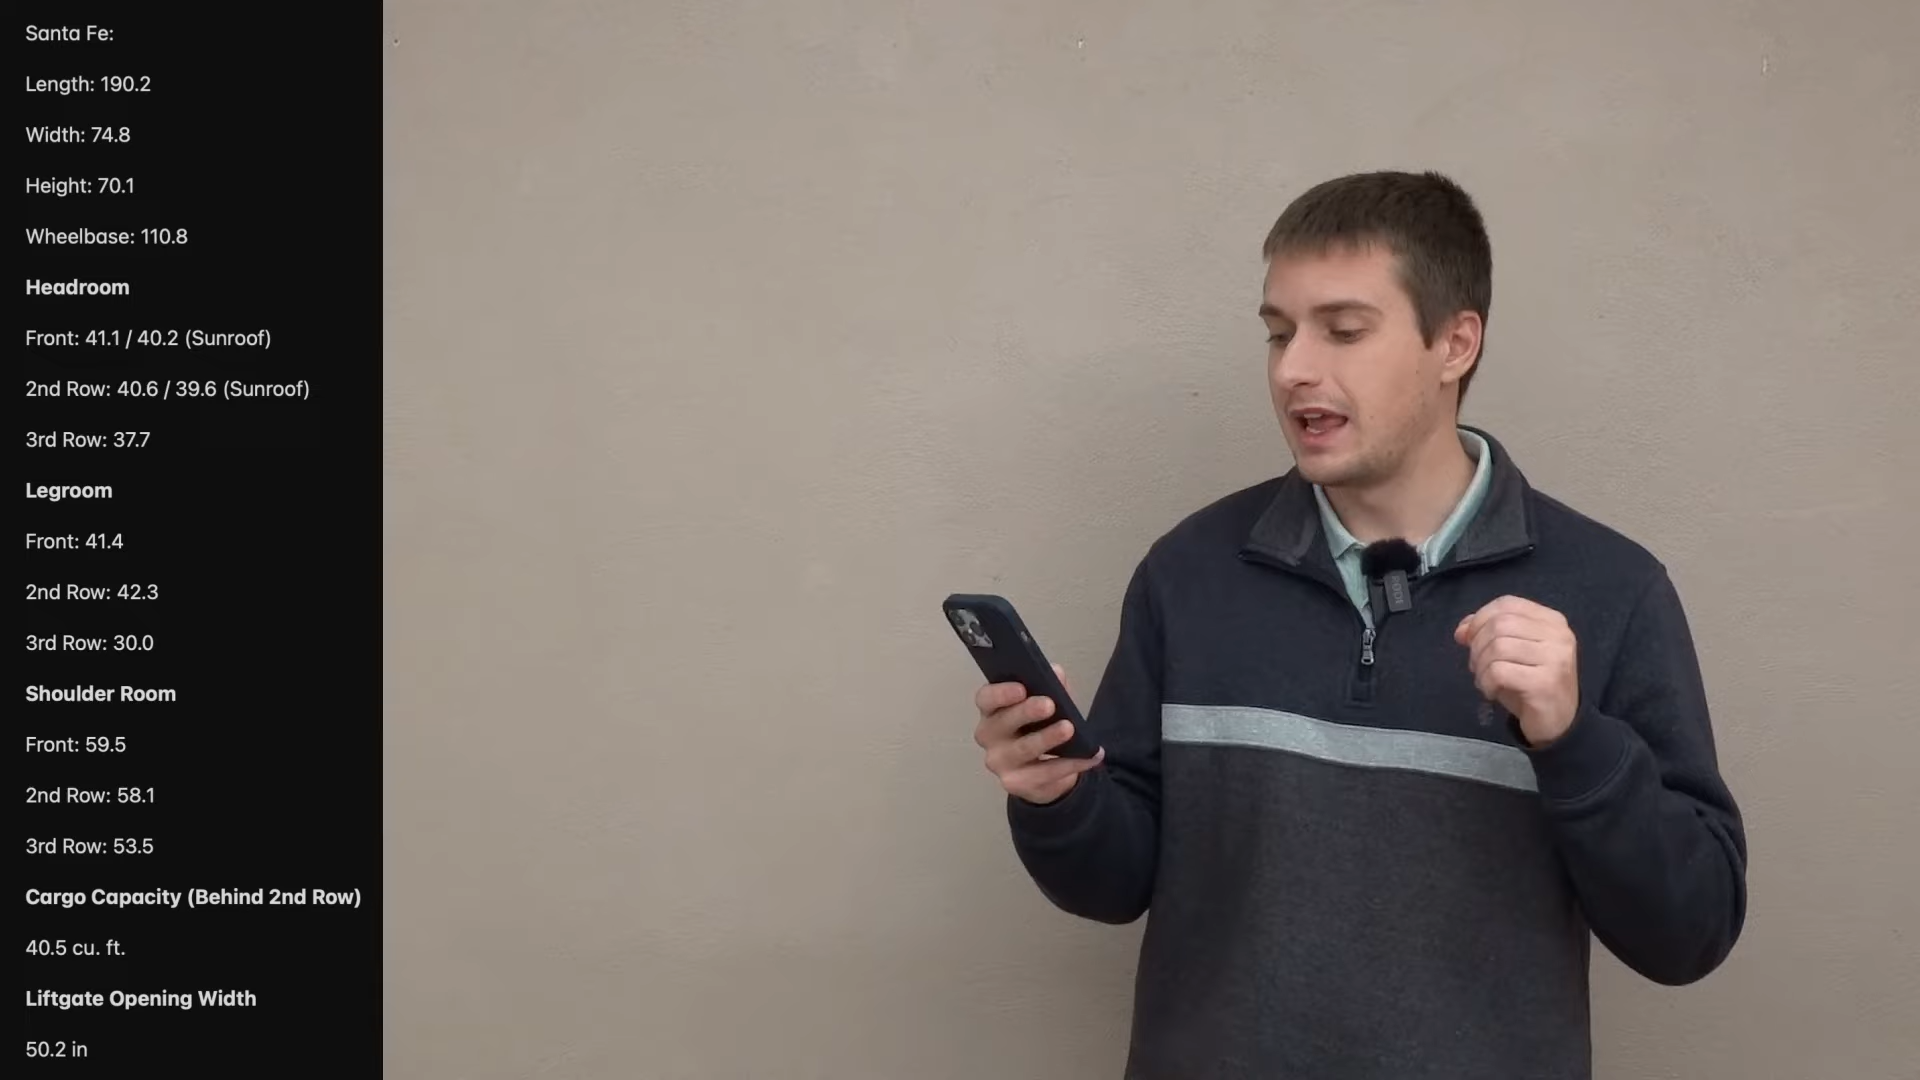 Santa Fe:
Length: 190.2
Width: 74.8
Height: 70.1
Wheelbase: 110.8
Headroom
Front: 41.1 / 40.2 (Sunroof)
2nd Row: 40.6 / 39.6 (Sunroof)
3rd Row: 37.7
Legroom
Front: 41.4
2nd Row: 42.3
3rd Row: 30.0
Shoulder Room
Front: 59.5
2nd Row: 58.1
3rd Row: 53.5
Cargo Capacity (Behind 2nd Row)
40.5 cu. ft.
Liftgate Opening Width
50.2 in